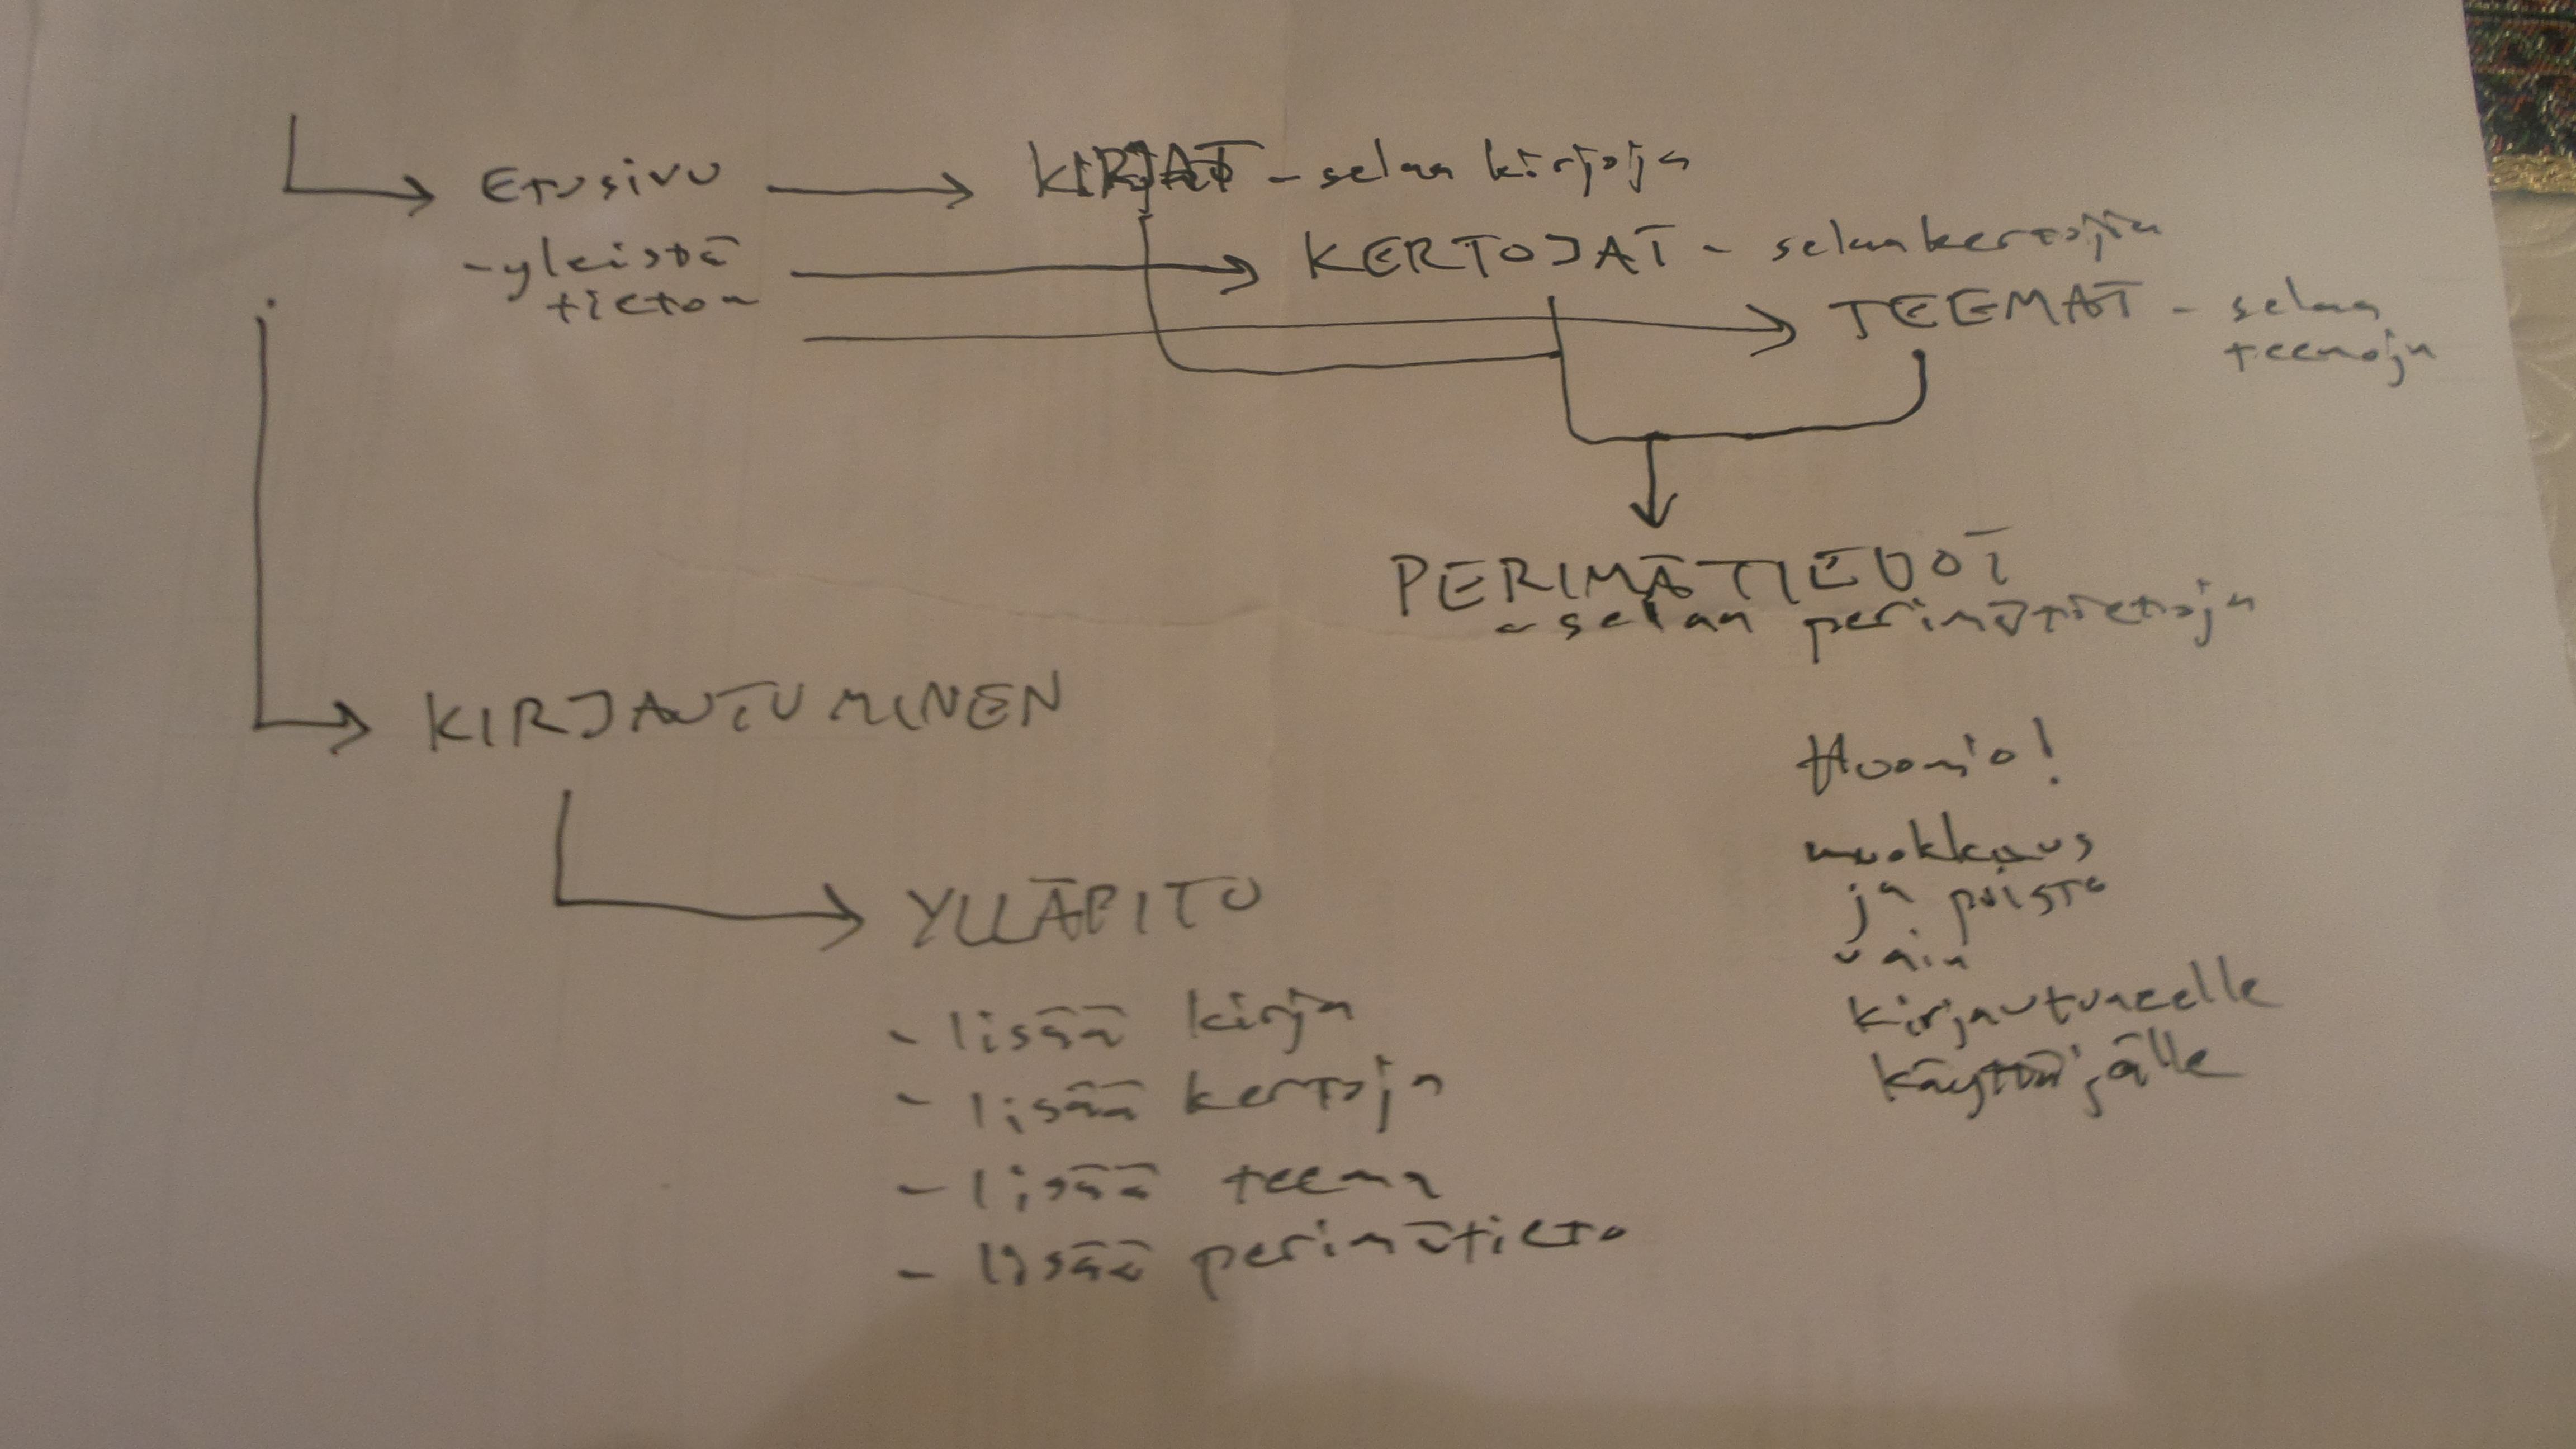 Etusivu
- yleistä
tietoa
KIRJAT - selaa kirjoja
KERTOJAT - selaa kertojia
TEEMAT - selaa
teemoja
PERIMÄTIEDOT
- selaa perimätietoja
KIRJAUTUMINEN
YLLÄPITO
- lisää kirja
- lisää kertoja
- lisää teema
- lisää perimätieto
Huomio!
muokkaus
ja poisto
vain
kirjautuneelle
käyttäjälle